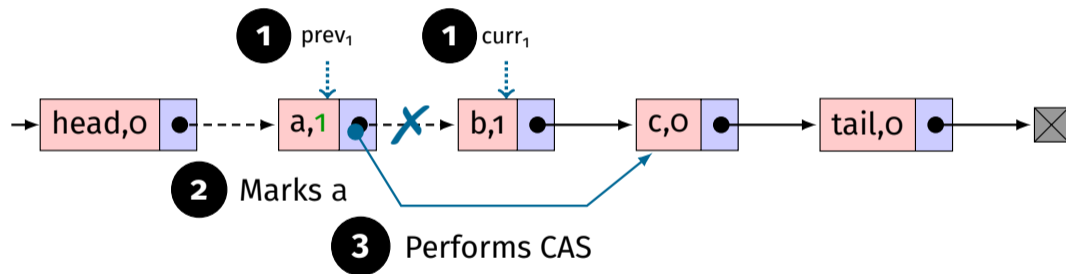 1 prev₁
1 curr₁
head,0
a,1
b,1
c,0
tail,0
2 Marks a
3 Performs CAS